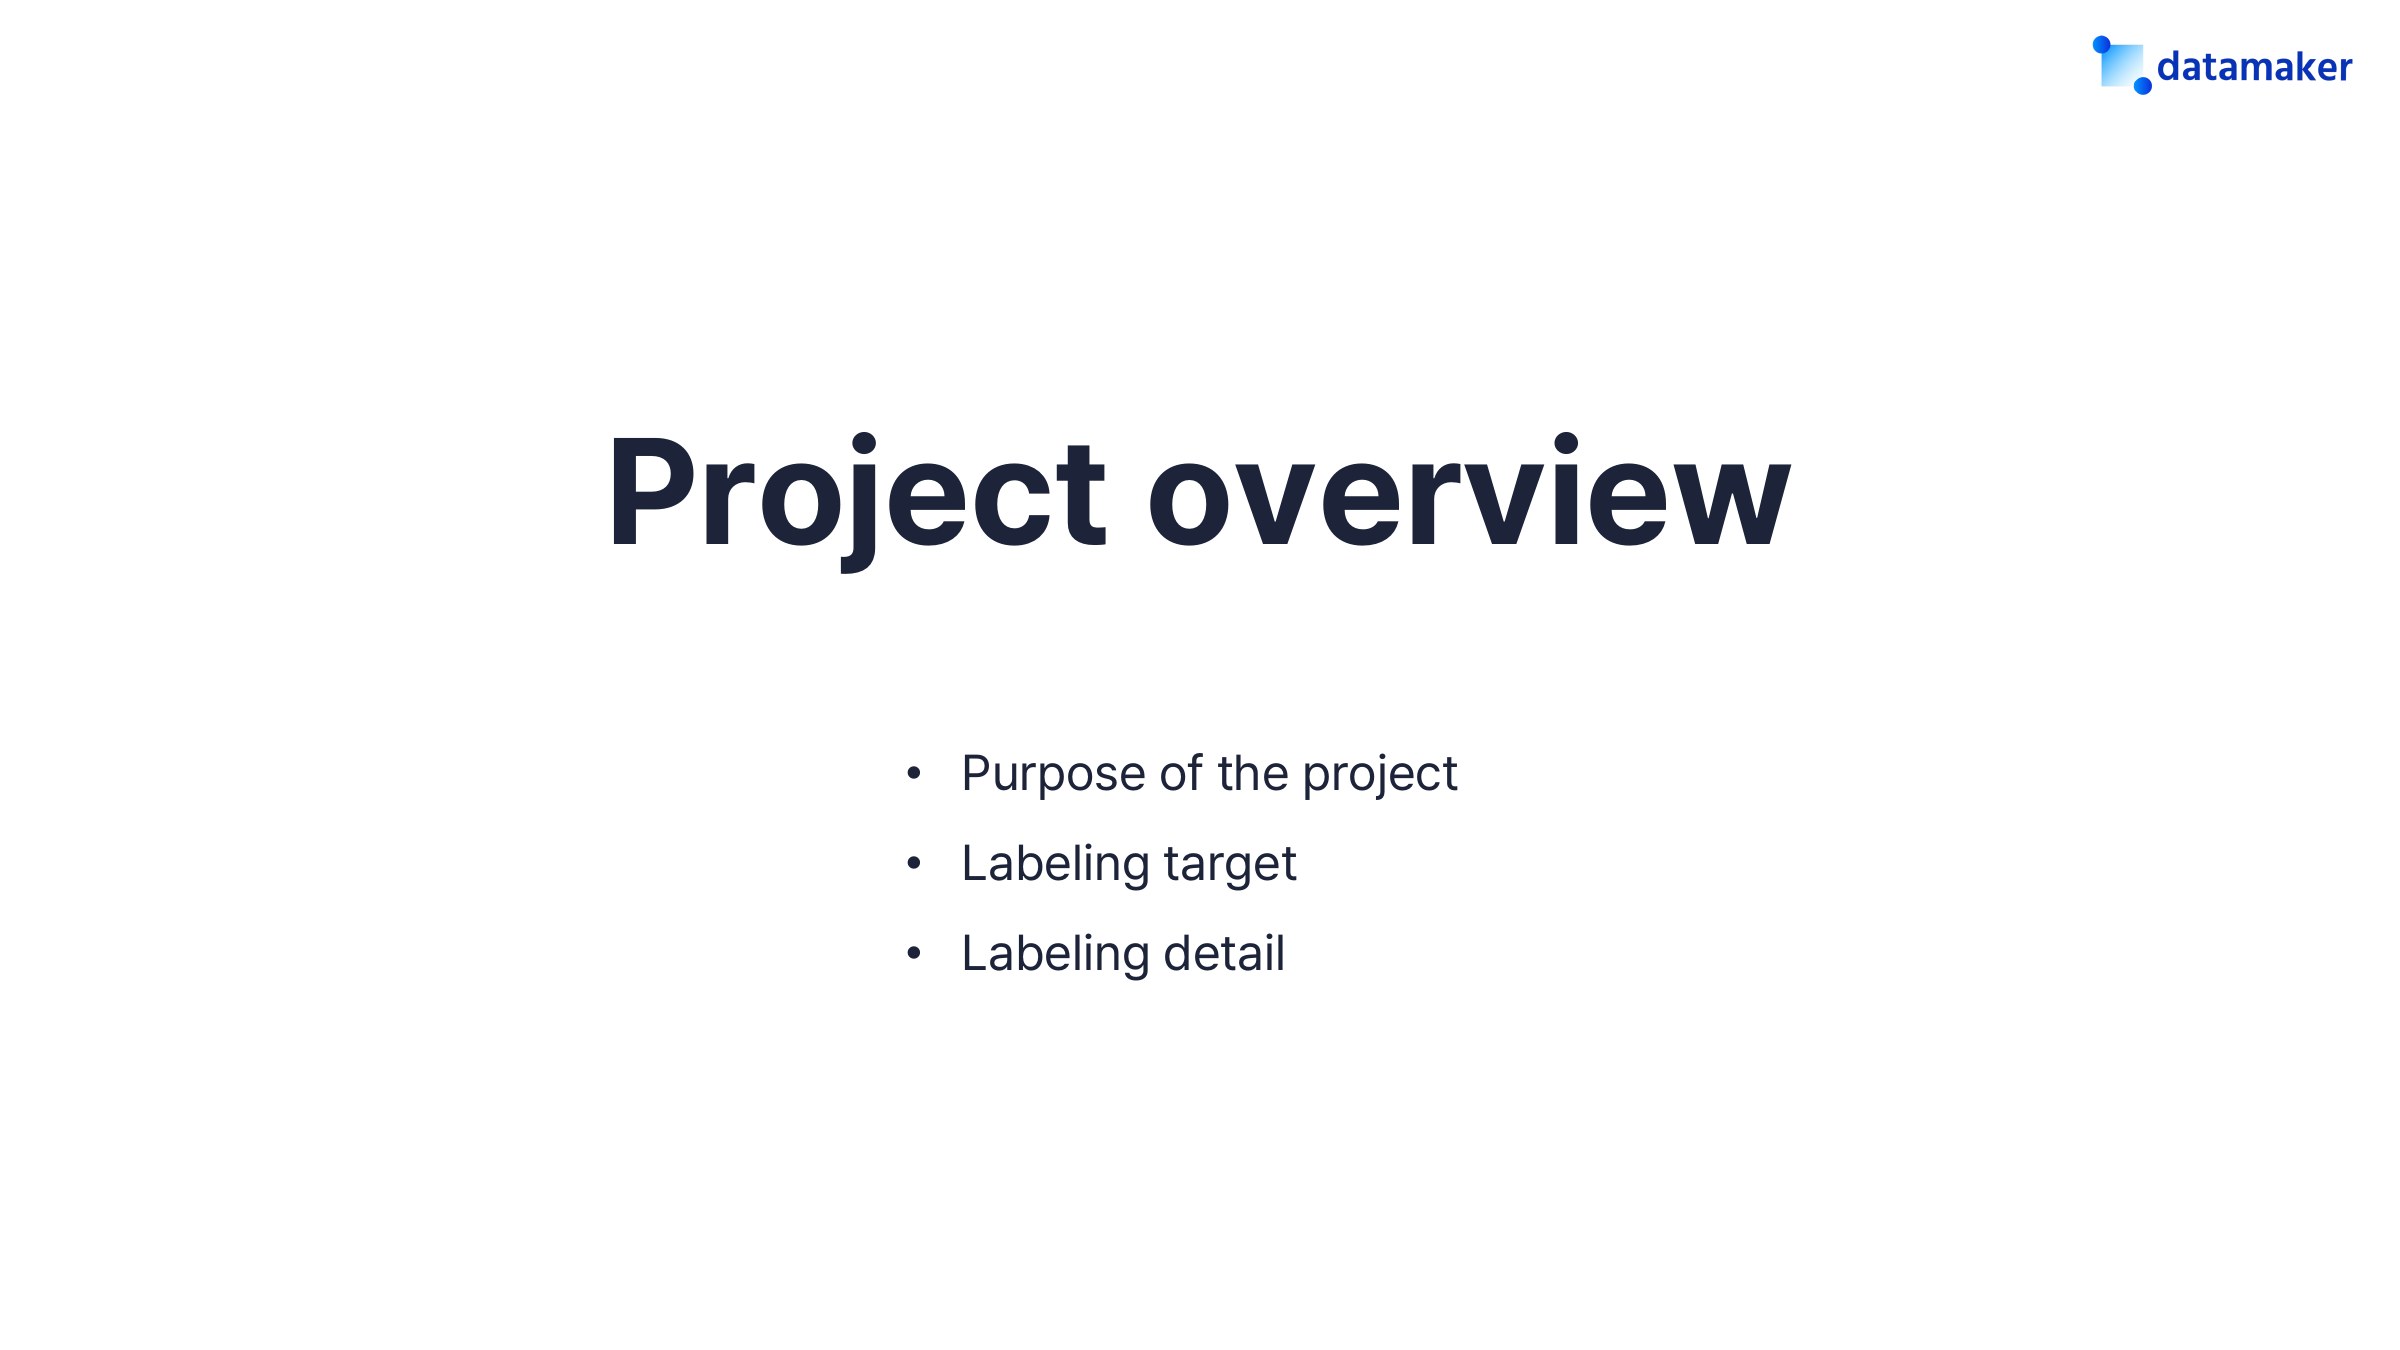 datamaker
Project overview
• Purpose of the project
• Labeling target
• Labeling detail